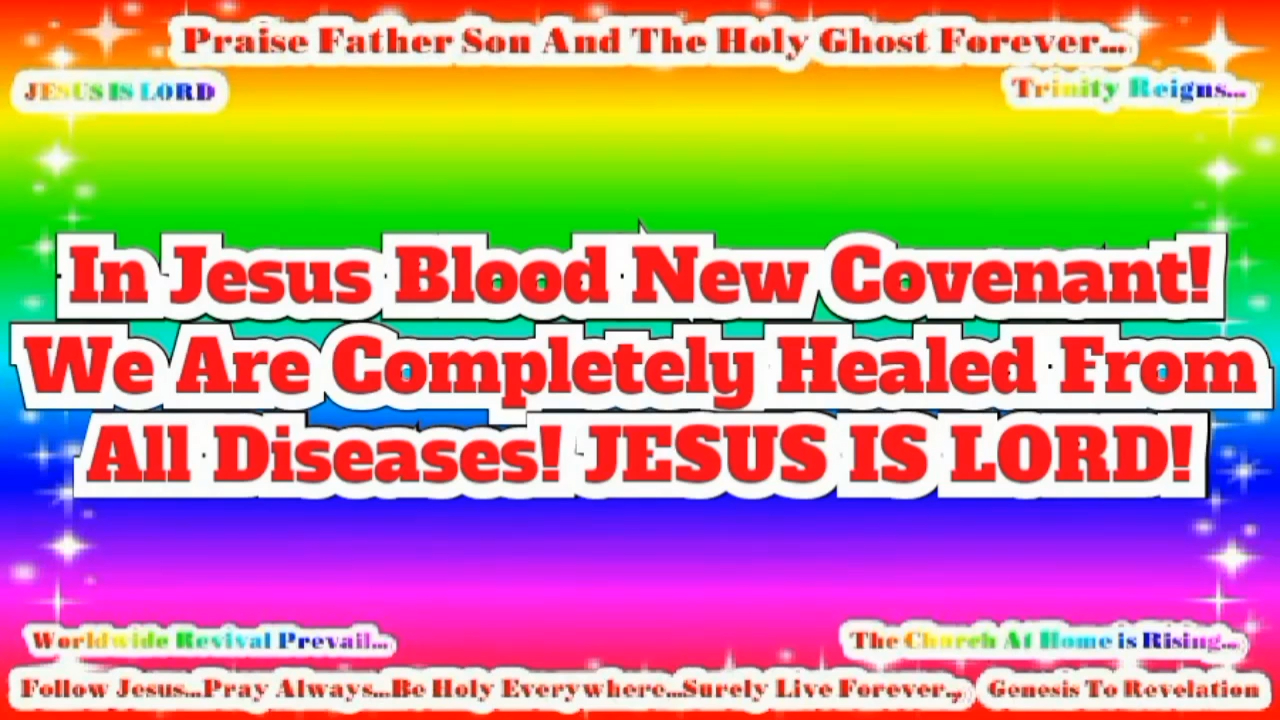 Praise Father Son And The Holy Ghost Forever...
JESUS IS LORD
Trinity Reigns...
In Jesus Blood New Covenant!
We Are Completely Healed From
All Diseases! JESUS IS LORD!
Worldwide Revival Prevail...
The Church At Home is Rising...
Follow Jesus...Pray Always...Be Holy Everywhere...Surely Live Forever...
Genesis To Revelation